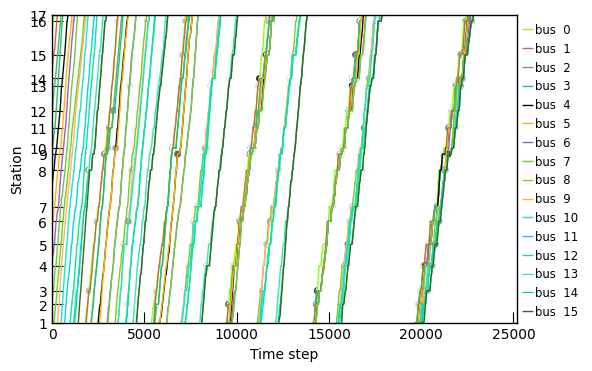 17
16
15
14
13
12
11
10
9
8
7
6
5
4
3
2
1
Station
0 5000 10000 15000 20000 25000
Time step
bus 0
bus 1
bus 2
bus 3
bus 4
bus 5
bus 6
bus 7
bus 8
bus 9
bus 10
bus 11
bus 12
bus 13
bus 14
bus 15